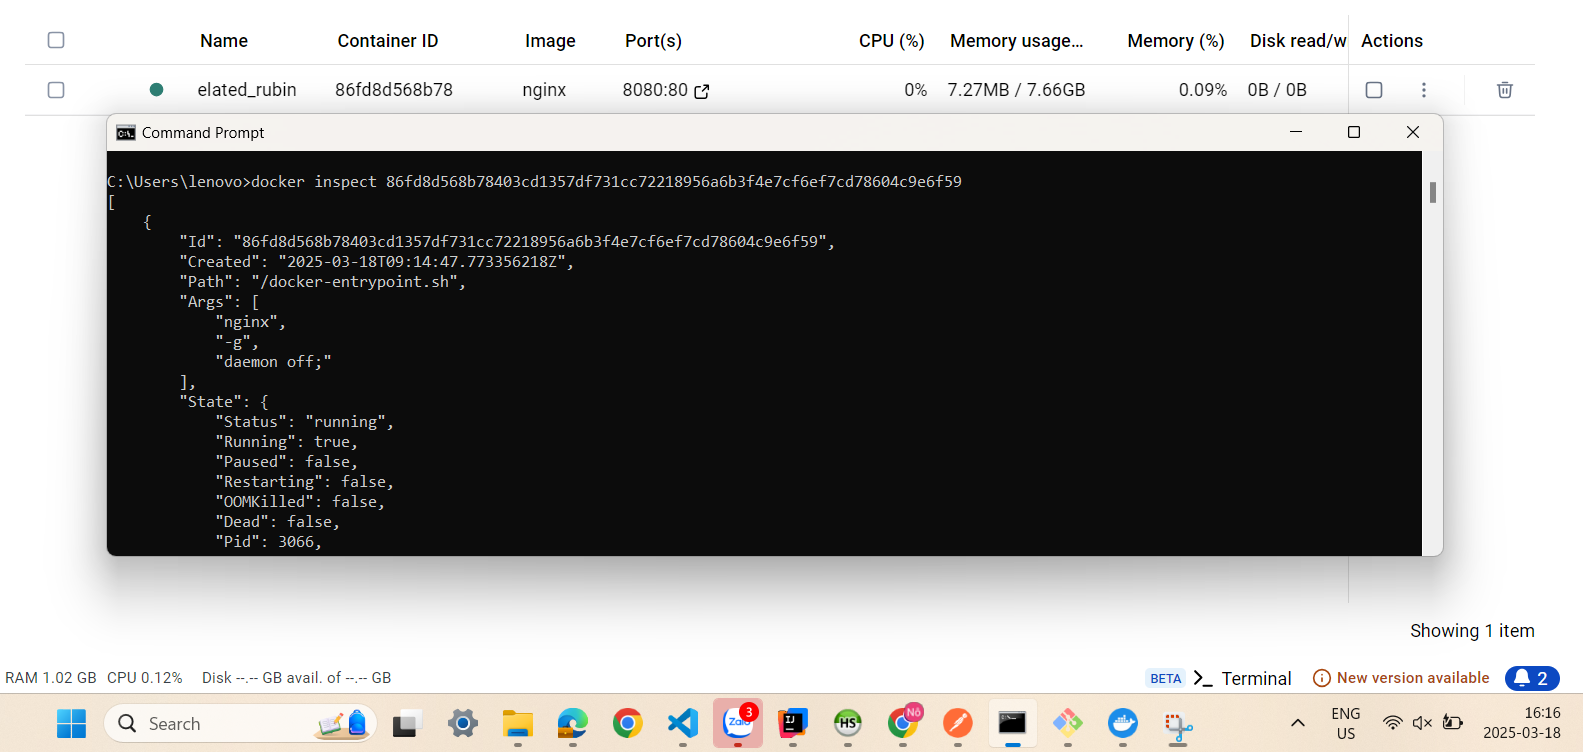 Name Container ID Image Port(s) CPU (%) Memory usage... Memory (%) Disk read/w Actions
elated_rubin 86fd8d568b78 nginx 8080:80 0% 7.27MB / 7.66GB 0.09% 0B / 0B
Command Prompt
C:\Users\lenovo>docker inspect 86fd8d568b78403cd1357df731cc72218956a6b3f4e7cf6ef7cd78604c9e6f59
[
    {
        "Id": "86fd8d568b78403cd1357df731cc72218956a6b3f4e7cf6ef7cd78604c9e6f59",
        "Created": "2025-03-18T09:14:47.773356218Z",
        "Path": "/docker-entrypoint.sh",
        "Args": [
            "nginx",
            "-g",
            "daemon off;"
        ],
        "State": {
            "Status": "running",
            "Running": true,
            "Paused": false,
            "Restarting": false,
            "OOMKilled": false,
            "Dead": false,
            "Pid": 3066,
Showing 1 item
RAM 1.02 GB CPU 0.12% Disk --.-- GB avail. of --.-- GB BETA Terminal New version available 2
Search Zalo 3 IJ HS Nô ENG US 16:16 2025-03-18